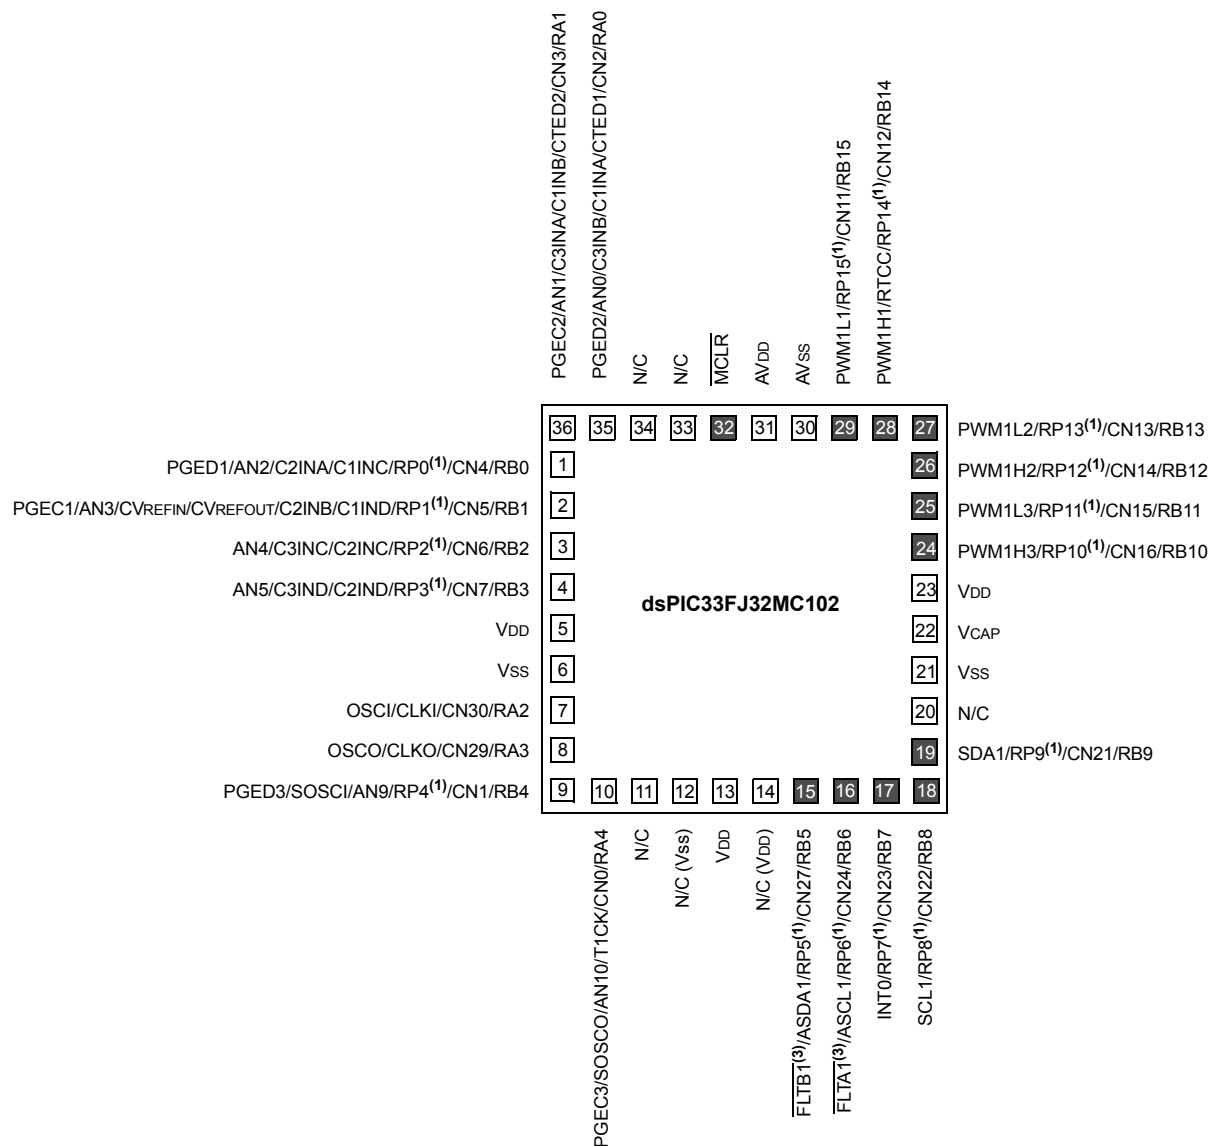 PGEC2/AN1/C3INA/C1INB/CTED2/CN3/RA1
PGED2/AN0/C3INB/C1INA/CTED1/CN2/RA0
N/C
N/C
MCLR
AVDD
AVSS
PWM1L1/RP15(1)/CN11/RB15
PWM1H1/RTCC/RP14(1)/CN12/RB14
36 35 34 33 32 31 30 29 28 27 PWM1L2/RP13(1)/CN13/RB13
PGED1/AN2/C2INA/C1INC/RP0(1)/CN4/RB0 1 26 PWM1H2/RP12(1)/CN14/RB12
PGEC1/AN3/CVREFIN/CVREFOUT/C2INB/C1IND/RP1(1)/CN5/RB1 2 25 PWM1L3/RP11(1)/CN15/RB11
AN4/C3INC/C2INC/RP2(1)/CN6/RB2 3 24 PWM1H3/RP10(1)/CN16/RB10
AN5/C3IND/C2IND/RP3(1)/CN7/RB3 4 23 VDD
dsPIC33FJ32MC102
VDD 5 22 VCAP
VSS 6 21 VSS
OSCI/CLKI/CN30/RA2 7 20 N/C
OSCO/CLKO/CN29/RA3 8 19 SDA1/RP9(1)/CN21/RB9
PGED3/SOSCI/AN9/RP4(1)/CN1/RB4 9 10 11 12 13 14 15 16 17 18
PGEC3/SOSCO/AN10/T1CK/CN0/RA4
N/C
N/C (Vss)
VDD
N/C (VDD)
FLTB1(3)/ASDA1/RP5(1)/CN27/RB5
FLTA1(3)/ASCL1/RP6(1)/CN24/RB6
INT0/RP7(1)/CN23/RB7
SCL1/RP8(1)/CN22/RB8